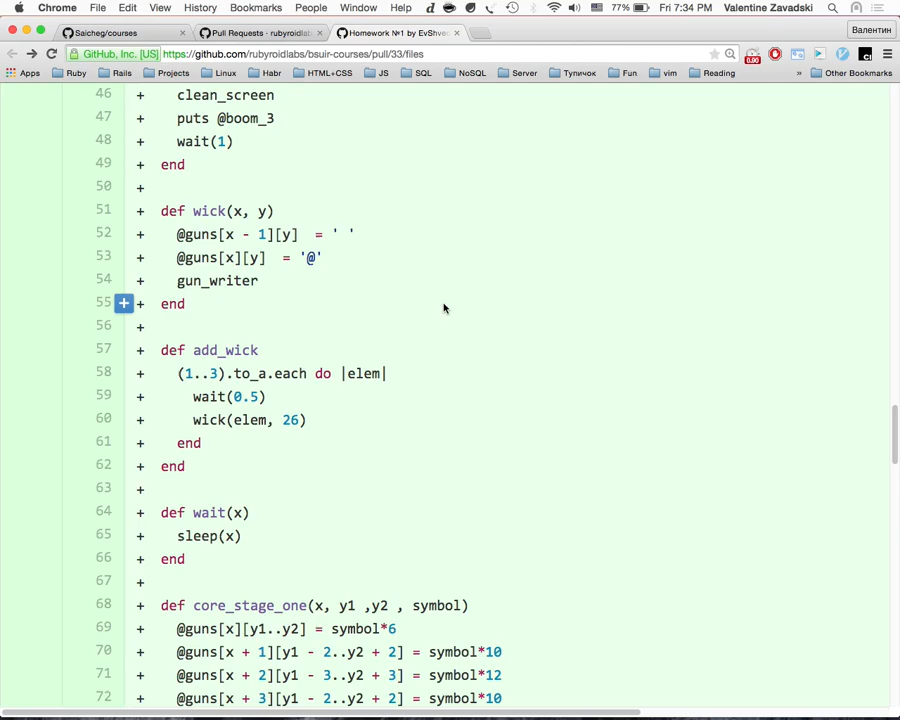 Chrome File Edit View History Bookmarks People Window Help 77% Fri 7:34 PM Valentine Zavadski
Saicheg/courses Pull Requests · rubyroidlab Homework №1 by EvShve Валентин
GitHub, Inc. [US] https://github.com/rubyroidlabs/bsuir-courses/pull/33/files
Apps Ruby Rails Projects Linux Habr HTML+CSS JS SQL NoSQL Server Тупичок Fun vim Reading » Other Bookmarks
46 + clean_screen
47 + puts @boom_3
48 + wait(1)
49 + end
50 +
51 + def wick(x, y)
52 + @guns[x - 1][y]  = ' '
53 + @guns[x][y]  = '@'
54 + gun_writer
55 + + end
56 +
57 + def add_wick
58 + (1..3).to_a.each do |elem|
59 + wait(0.5)
60 + wick(elem, 26)
61 + end
62 + end
63 +
64 + def wait(x)
65 + sleep(x)
66 + end
67 +
68 + def core_stage_one(x, y1 ,y2 , symbol)
69 + @guns[x][y1..y2] = symbol*6
70 + @guns[x + 1][y1 - 2..y2 + 2] = symbol*10
71 + @guns[x + 2][y1 - 3..y2 + 3] = symbol*12
72 + @guns[x + 3][y1 - 2..y2 + 2] = symbol*10